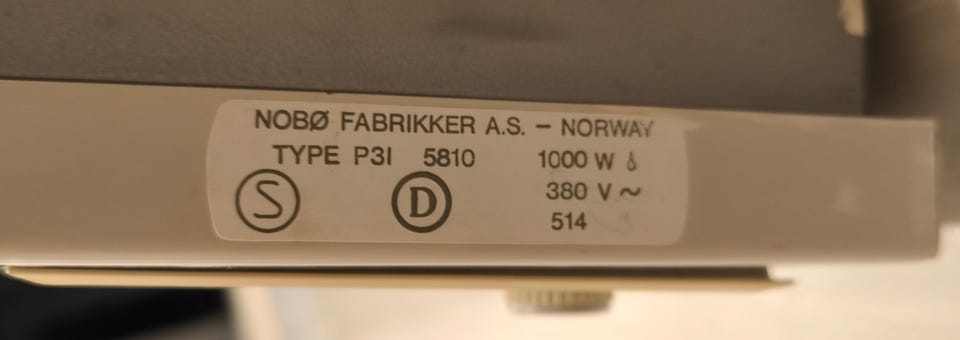 NOBØ FABRIKKER A.S. – NORWAY
TYPE P3I 5810 1000 W
S D 380 V ~
514